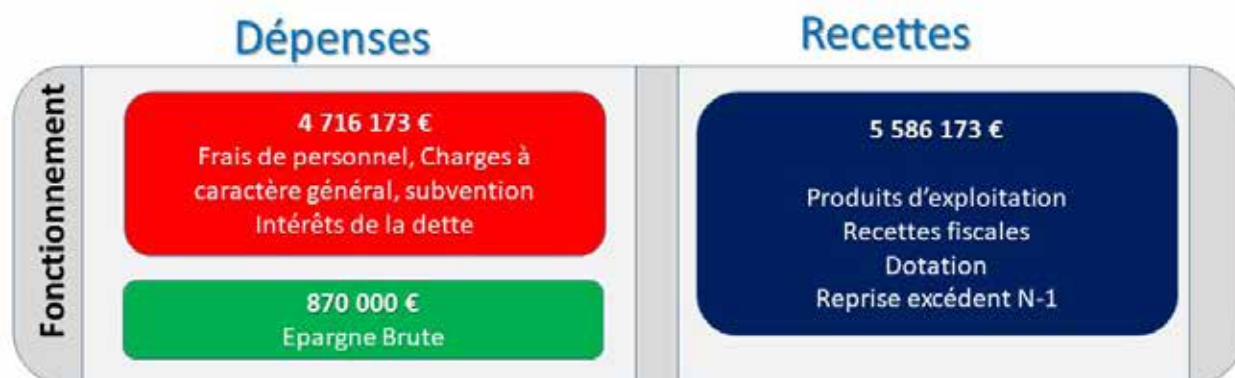 Dépenses
Recettes
Fonctionnement
4 716 173 €
Frais de personnel, Charges à
caractère général, subvention
Intérêts de la dette
870 000 €
Epargne Brute
5 586 173 €
Produits d'exploitation
Recettes fiscales
Dotation
Reprise excédent N-1